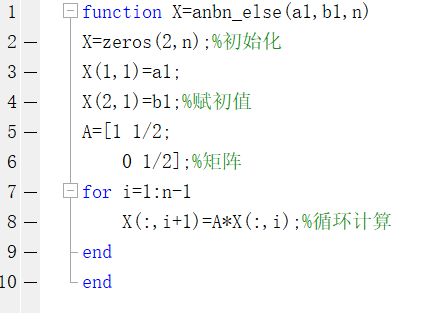 1 function X=anbn_else(a1,b1,n)
2 X=zeros(2,n);%初始化
3 X(1,1)=a1;
4 X(2,1)=b1;%赋初值
5 A=[1 1/2;
6 0 1/2];%矩阵
7 for i=1:n-1
8 X(:,i+1)=A*X(:,i);%循环计算
9 end
10 end